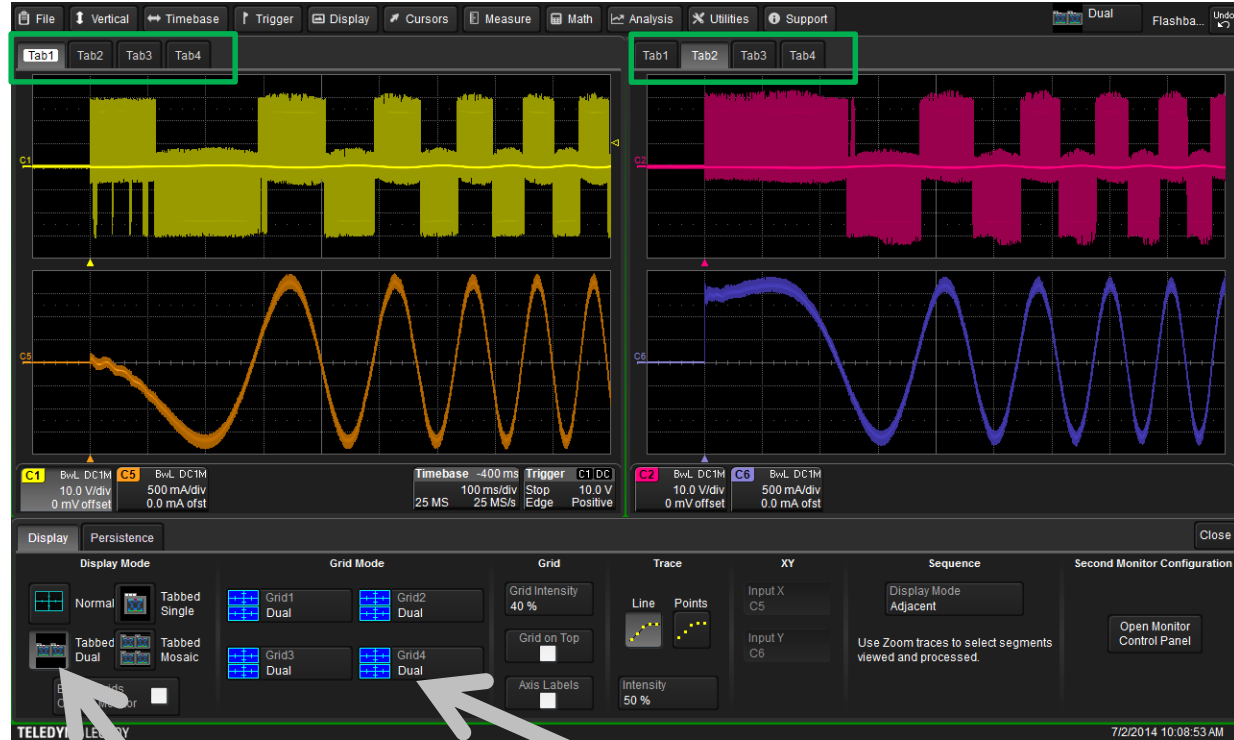 File Vertical Timebase Trigger Display Cursors Measure Math Analysis Utilities Support Dual Flashba... Undo
Tab1 Tab2 Tab3 Tab4
Tab1 Tab2 Tab3 Tab4
C1
C2
C5
C6
C1 BwL DC1M
10.0 V/div
0 mV offset
C5 BwL DC1M
500 mA/div
0.0 mA ofst
Timebase -400 ms
100 ms/div
25 MS 25 MS/s
Trigger C1 DC
Stop 10.0 V
Edge Positive
C2 BwL DC1M
10.0 V/div
0 mV offset
C6 BwL DC1M
500 mA/div
0.0 mA ofst
Display Persistence Close
Display Mode
Normal
Tabbed Single
Tabbed Dual
Tabbed Mosaic
Grid Mode
Grid1
Dual
Grid2
Dual
Grid3
Dual
Grid4
Dual
Grid
Grid Intensity
40 %
Grid on Top
Axis Labels
Trace
Line Points
Intensity
50 %
XY
Input X
C5
Input Y
C6
Sequence
Display Mode
Adjacent
Use Zoom traces to select segments
viewed and processed.
Second Monitor Configuration
Open Monitor
Control Panel
7/2/2014 10:08:53 AM